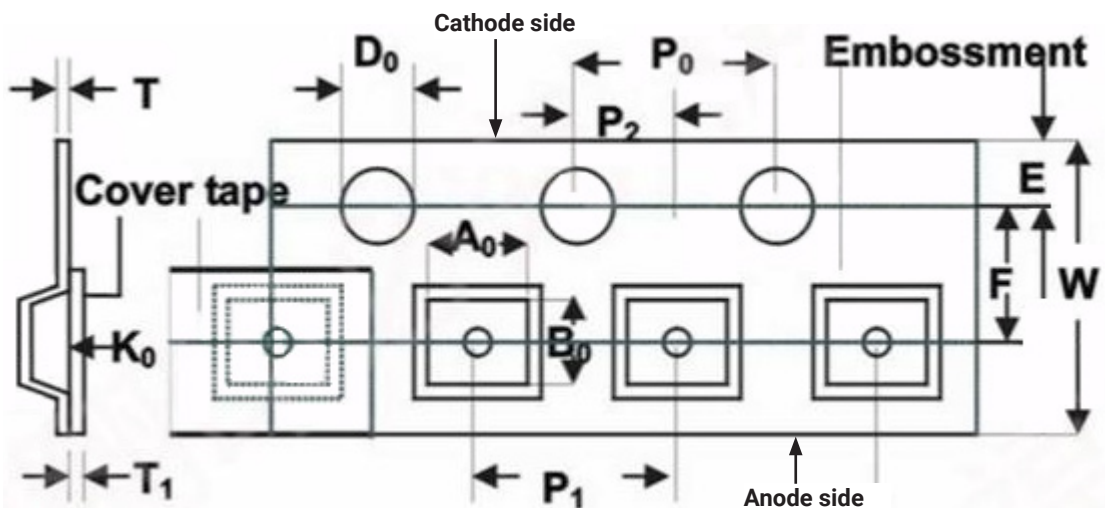 Cathode side
D₀
P₀
Embossment
T
P₂
E
Cover tape
A₀
F
W
B₀
K₀
T₁
P₁
Anode side